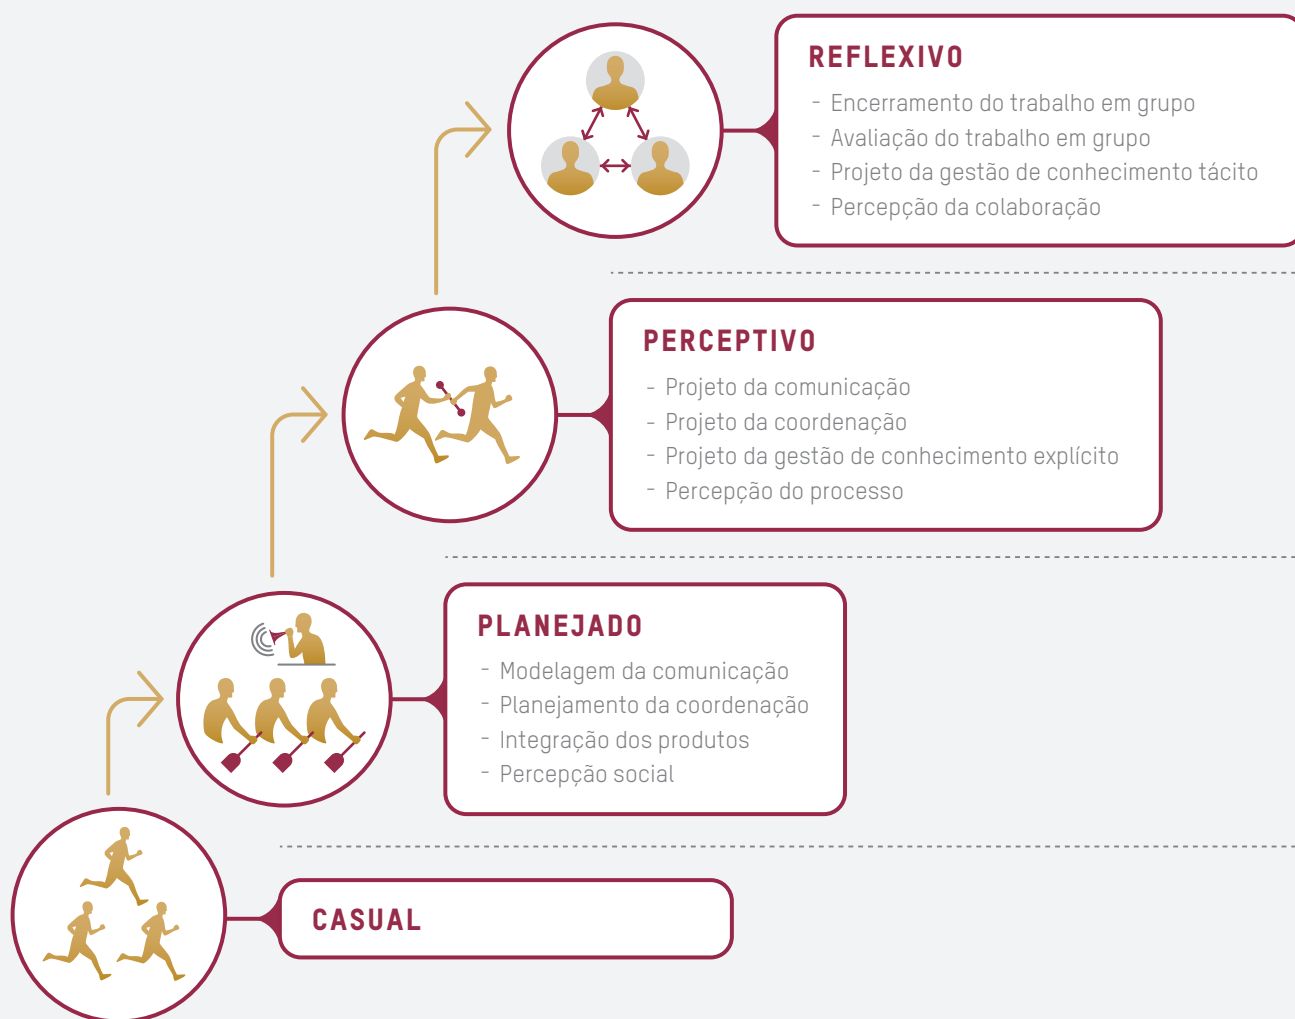 REFLEXIVO
- Encerramento do trabalho em grupo
- Avaliação do trabalho em grupo
- Projeto da gestão de conhecimento tácito
- Percepção da colaboração
PERCEPTIVO
- Projeto da comunicação
- Projeto da coordenação
- Projeto da gestão de conhecimento explícito
- Percepção do processo
PLANEJADO
- Modelagem da comunicação
- Planejamento da coordenação
- Integração dos produtos
- Percepção social
CASUAL